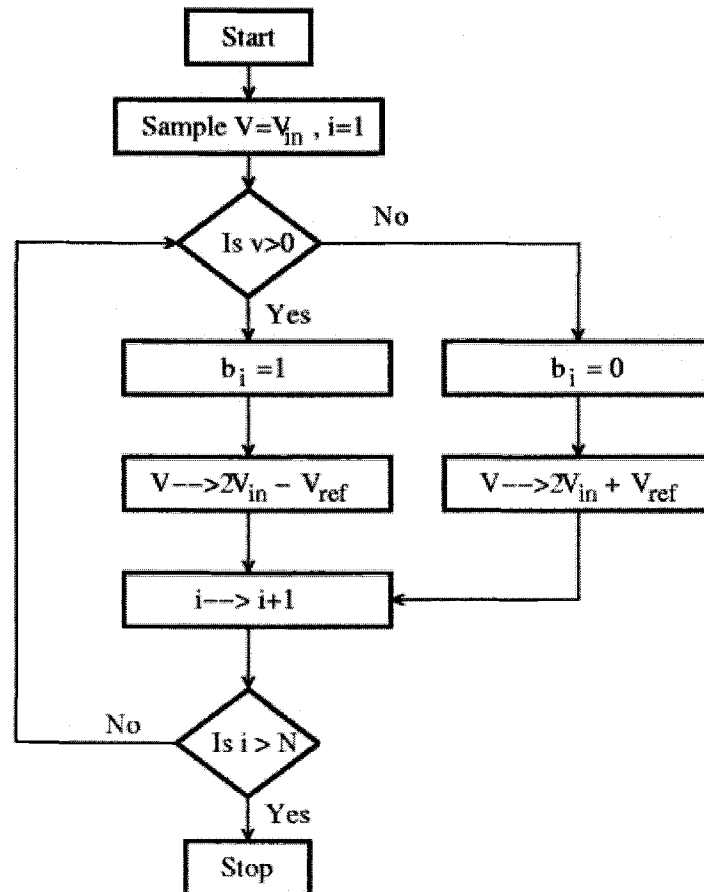 Start
Sample V=V_in , i=1
Is v>0
No
Yes
b_i =1
b_i = 0
V-->2V_in - V_ref
V-->2V_in + V_ref
i--> i+1
No
Is i > N
Yes
Stop